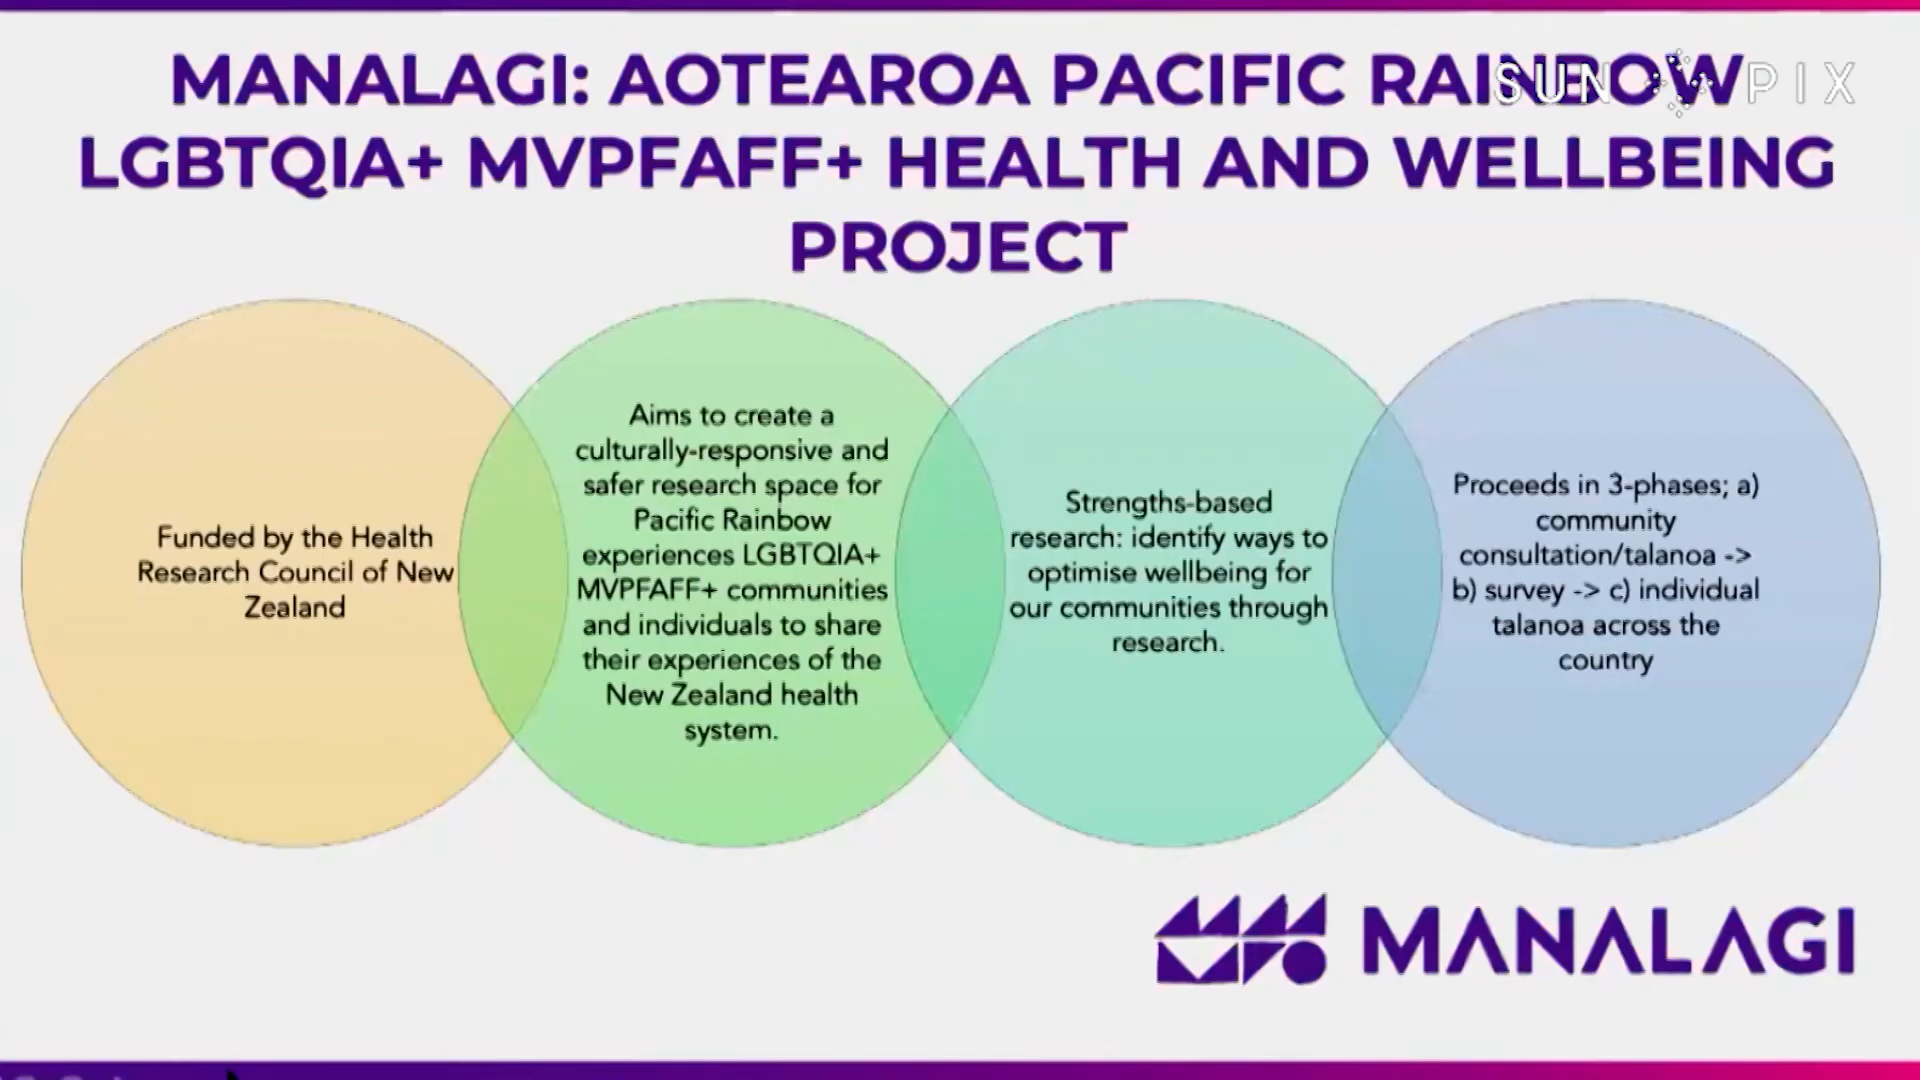 MANALAGI: AOTEAROA PACIFIC RAINBOW
SUN PIX
LGBTQIA+ MVPFAFF+ HEALTH AND WELLBEING
PROJECT
Funded by the Health
Research Council of New
Zealand
Aims to create a
culturally-responsive and
safer research space for
Pacific Rainbow
experiences LGBTQIA+
MVPFAFF+ communities
and individuals to share
their experiences of the
New Zealand health
system.
Strengths-based
research: identify ways to
optimise wellbeing for
our communities through
research.
Proceeds in 3-phases; a)
community
consultation/talanoa ->
b) survey -> c) individual
talanoa across the
country
MANALAGI